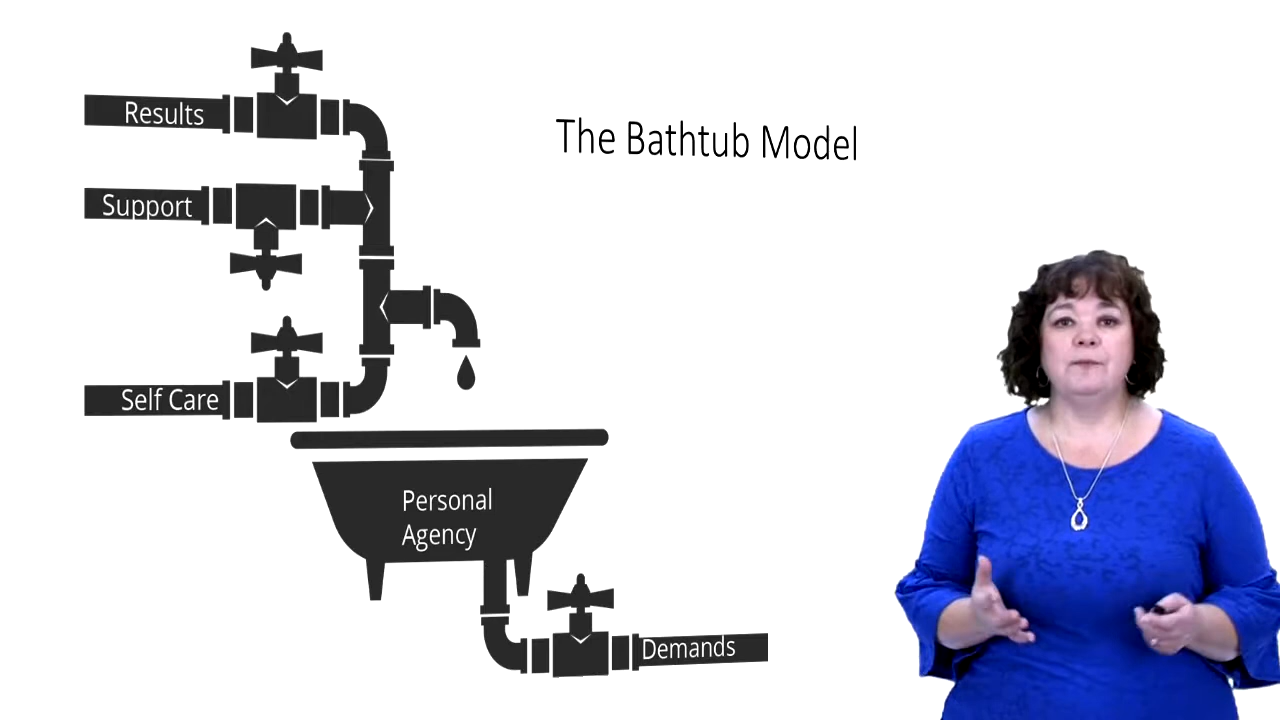 The Bathtub Model
Results
Support
Self Care
Personal
Agency
Demands